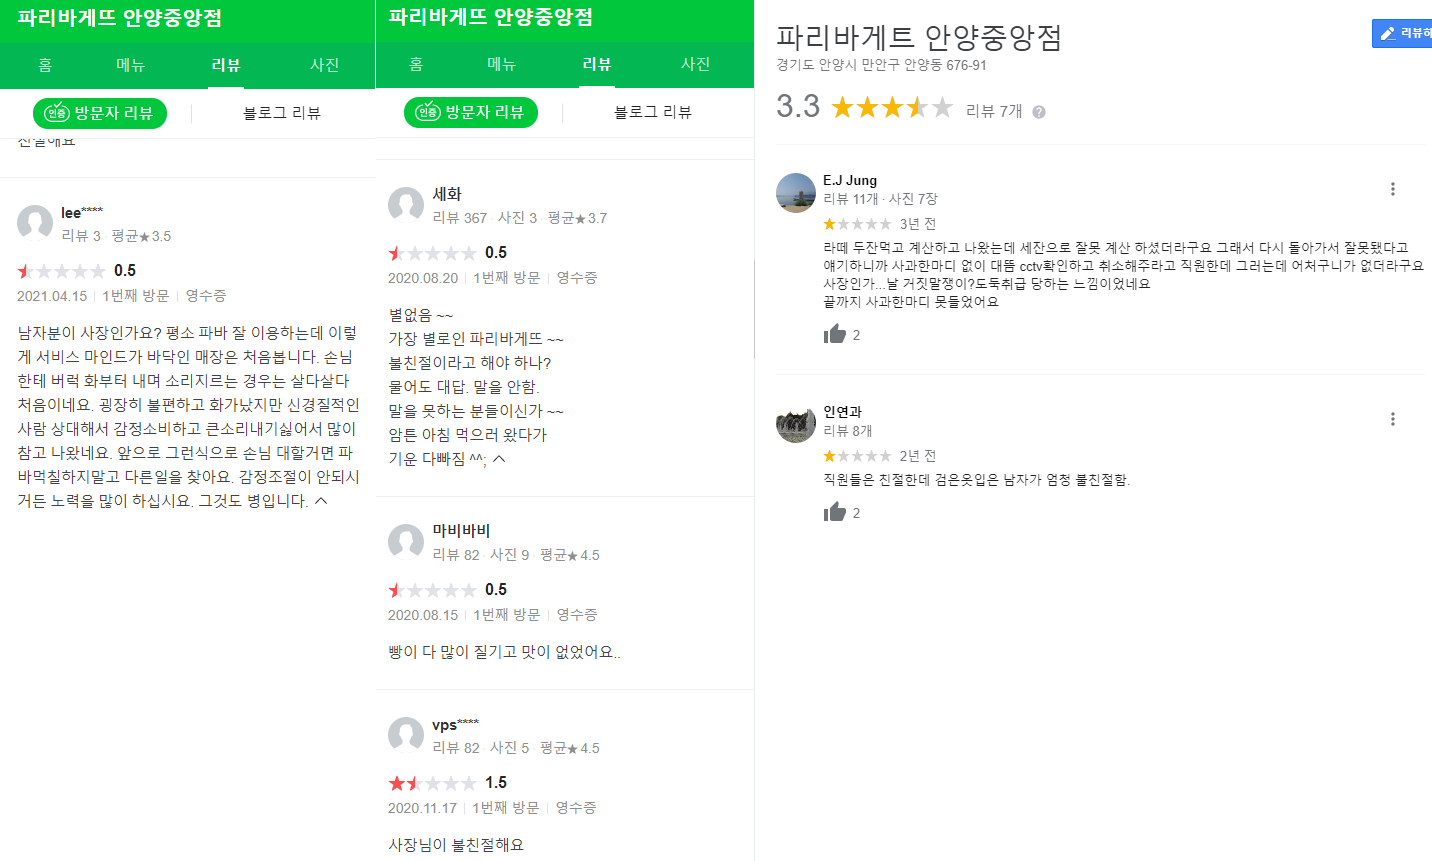 파리바게뜨 안양중앙점
홈
메뉴
리뷰
사진
인증 방문자 리뷰
블로그 리뷰
친절해요
lee****
리뷰 3 · 평균★3.5
0.5
2021.04.15 | 1번째 방문 | 영수증
남자분이 사장인가요? 평소 파바 잘 이용하는데 이렇
게 서비스 마인드가 바닥인 매장은 처음봅니다. 손님
한테 버럭 화부터 내며 소리지르는 경우는 살다살다
처음이네요. 굉장히 불편하고 화가났지만 신경질적인
사람 상대해서 감정소비하고 큰소리내기싫어서 많이
참고 나왔네요. 앞으로 그런식으로 손님 대할거면 파
바먹칠하지말고 다른일을 찾아요. 감정조절이 안되시
거든 노력을 많이 하십시요. 그것도 병입니다.
파리바게뜨 안양중앙점
홈
메뉴
리뷰
사진
인증 방문자 리뷰
블로그 리뷰
세화
리뷰 367 · 사진 3 · 평균★3.7
0.5
2020.08.20 | 1번째 방문 | 영수증
별없음 ~~
가장 별로인 파리바게뜨 ~~
불친절이라고 해야 하나?
물어도 대답. 말을 안함.
말을 못하는 분들이신가 ~~
암튼 아침 먹으러 왔다가
기운 다빠짐 ^^;
마비바비
리뷰 82 · 사진 9 · 평균★4.5
0.5
2020.08.15 | 1번째 방문 | 영수증
빵이 다 많이 질기고 맛이 없었어요..
vps****
리뷰 82 · 사진 5 · 평균★4.5
1.5
2020.11.17 | 1번째 방문 | 영수증
사장님이 불친절해요
파리바게트 안양중앙점
경기도 안양시 만안구 안양동 676-91
리뷰하
3.3
리뷰 7개 ?
E.J Jung
리뷰 11개 · 사진 7장
3년 전
라떼 두잔먹고 계산하고 나왔는데 세잔으로 잘못 계산 하셨더라구요 그래서 다시 돌아가서 잘못됐다고
얘기하니까 사과한마디 없이 대뜸 cctv확인하고 취소해주라고 직원한데 그러는데 어처구니가 없더라구요
사장인가...날 거짓말쟁이?도둑취급 당하는 느낌이었네요
끝까지 사과한마디 못들었어요
2
인연과
리뷰 8개
2년 전
직원들은 친절한데 검은옷입은 남자가 엄청 불친절함.
2